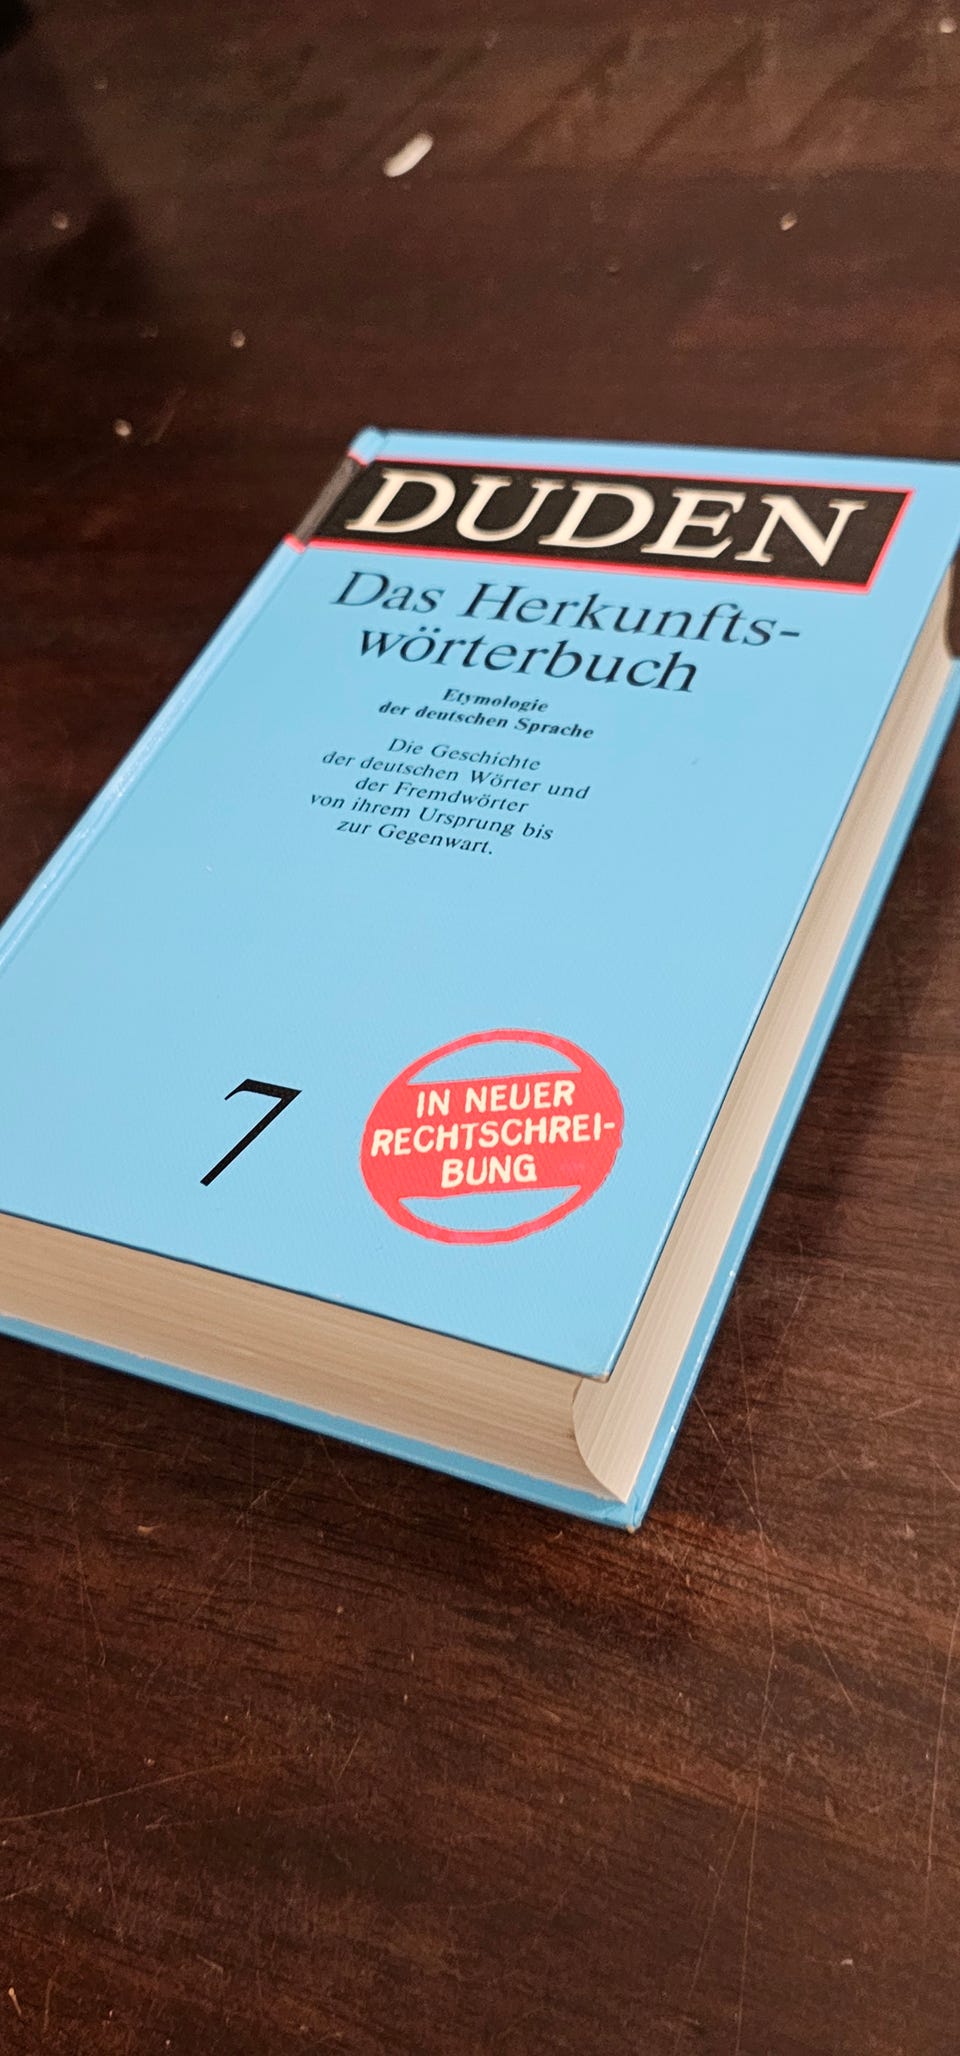 DUDEN
Das Herkunfts-
wörterbuch
Etymologie
der deutschen Sprache
Die Geschichte
der deutschen Wörter und
der Fremdwörter
von ihrem Ursprung bis
zur Gegenwart.
7
IN NEUER
RECHTSCHREI-
BUNG